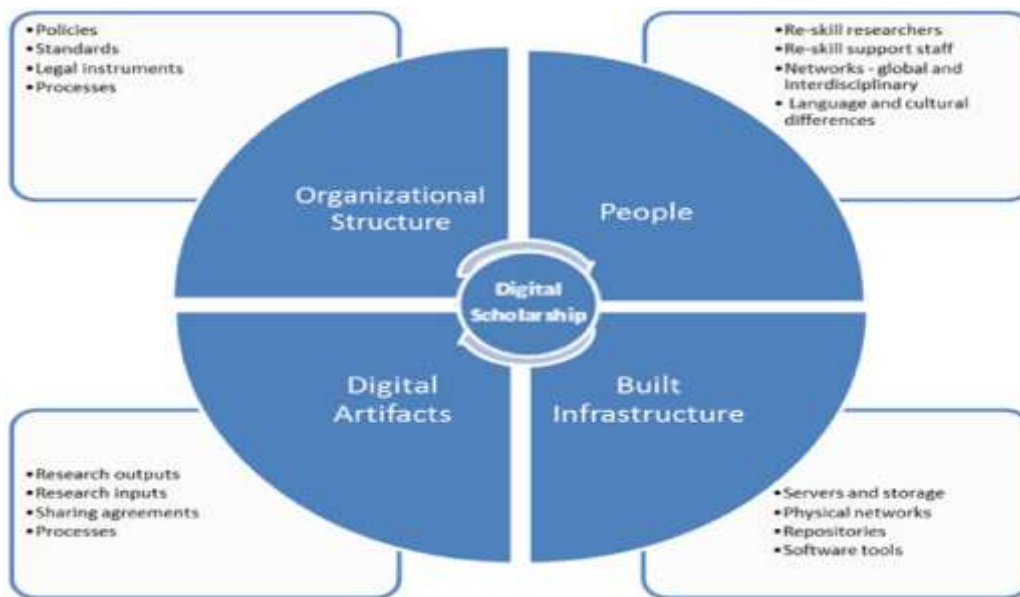 •Policies
•Standards
•Legal instruments
•Processes
•Re-skill researchers
•Re-skill support staff
•Networks - global and
interdisciplinary
• Language and cultural
differences
Organizational
Structure
People
Digital
Scholarship
Digital
Artifacts
Built
Infrastructure
•Research outputs
•Research inputs
•Sharing agreements
•Processes
•Servers and storage
•Physical networks
•Repositories
•Software tools